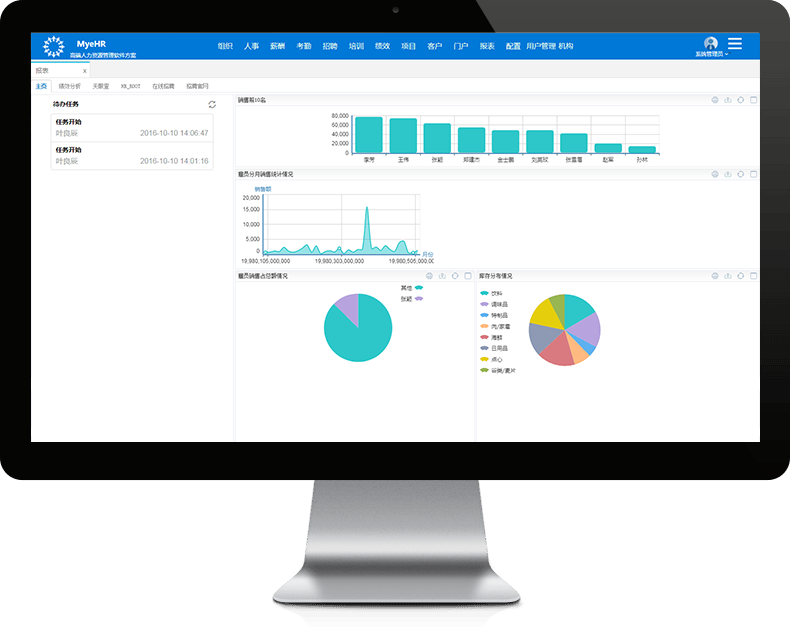 MyeHR
高端人力资源管理软件方案
组织 人事 薪酬 考勤 招聘 培训 绩效 项目 客户 门户 报表 配置 用户管理 机构
系统管理员
报表 x
主页 绩效分析 天眼查 KR_ROOT 在线招聘 招聘官网
待办任务
任务开始
叶良辰 2016-10-10 14:06:47
任务开始
叶良辰 2016-10-10 14:01:16
销售前10名
80,000
60,000
40,000
20,000
0
李芳 王伟 张颖 郑建杰 金士鹏 刘英玫 张雪眉 赵军 孙林
雇员分月销售统计情况
销售额
20,000
15,000
10,000
5,000
0
月份
19,980,105,000,000 19,980,303,000,000 19,980,505,000,00
雇员销售占总额情况
其他
张颖
库存分布情况
饮料
调味品
特制品
肉/家禽
海鲜
日用品
点心
谷类/麦片